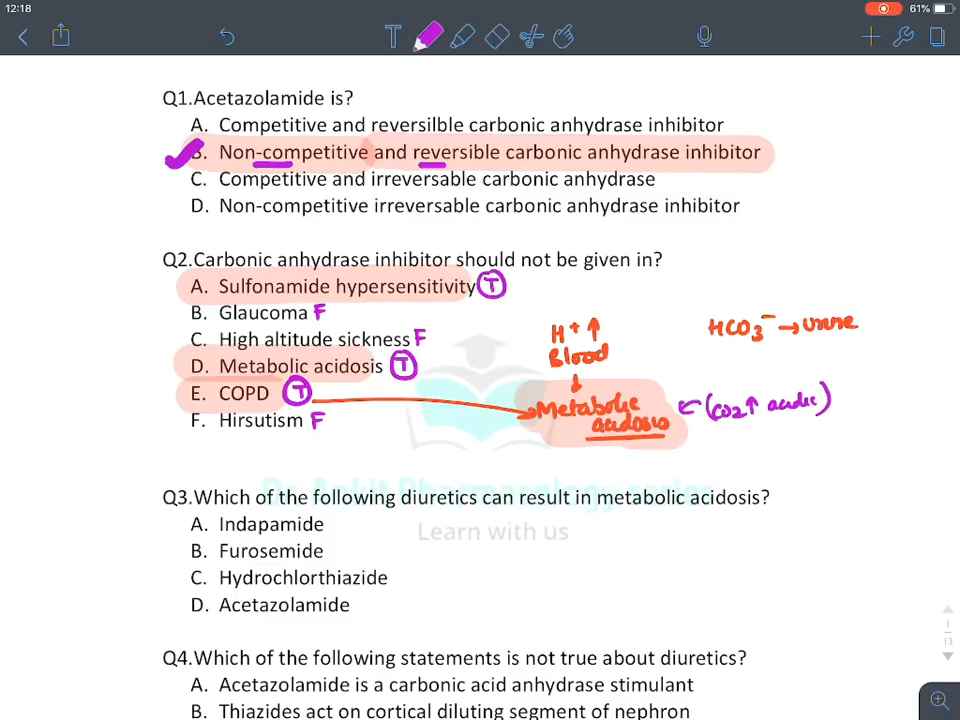 12:18
61%
T
Q1.Acetazolamide is?
A. Competitive and reversilble carbonic anhydrase inhibitor
B. Non-competitive and reversible carbonic anhydrase inhibitor
C. Competitive and irreversable carbonic anhydrase
D. Non-competitive irreversable carbonic anhydrase inhibitor
Q2.Carbonic anhydrase inhibitor should not be given in?
A. Sulfonamide hypersensitivity T
B. Glaucoma F
C. High altitude sickness F
D. Metabolic acidosis T
E. COPD T
F. Hirsutism F
H+ ↑
Blood
↓
Metabolic
acidosis
HCO3- → urine
← (CO2↑ acidic)
Q3.Which of the following diuretics can result in metabolic acidosis?
Learn with us
A. Indapamide
B. Furosemide
C. Hydrochlorthiazide
D. Acetazolamide
Q4.Which of the following statements is not true about diuretics?
A. Acetazolamide is a carbonic acid anhydrase stimulant
B. Thiazides act on cortical diluting segment of nephron
1
13